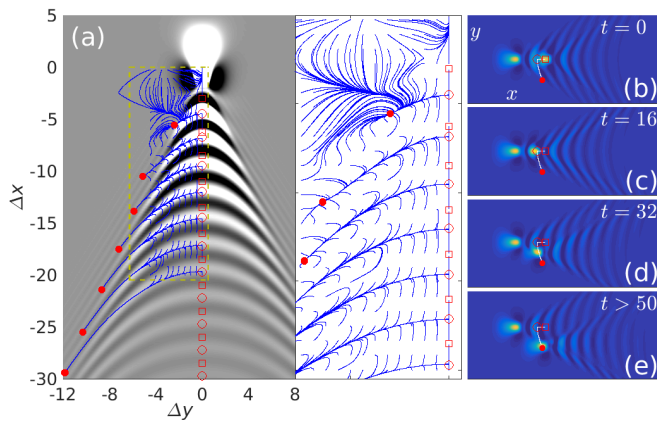 (a)
5
0
-5
-10
-15
-20
-25
-30
Δx
-12 -8 -4 0 4 8
Δy
y t = 0
x (b)
t = 16
(c)
t = 32
(d)
t > 50
(e)